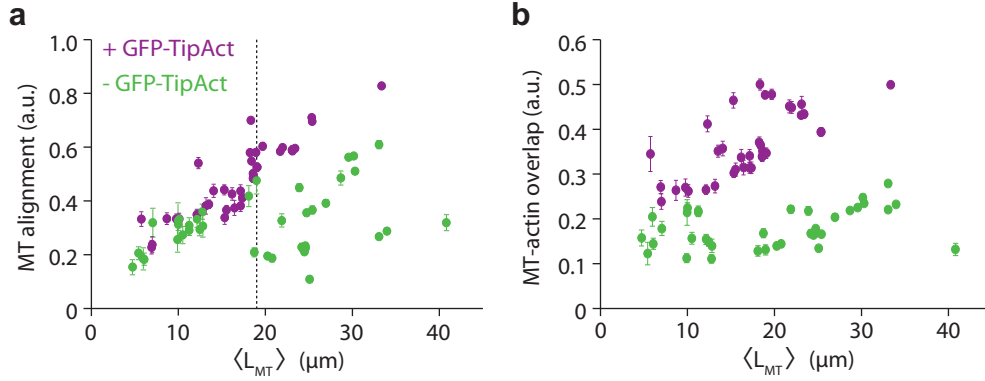 a
MT alignment (a.u.)
1.0
0.8
0.6
0.4
0.2
0
+ GFP-TipAct
- GFP-TipAct
0 10 20 30 40
⟨L_MT⟩ (μm)
b
MT-actin overlap (a.u.)
0.6
0.5
0.4
0.3
0.2
0.1
0
0 10 20 30 40
⟨L_MT⟩ (μm)